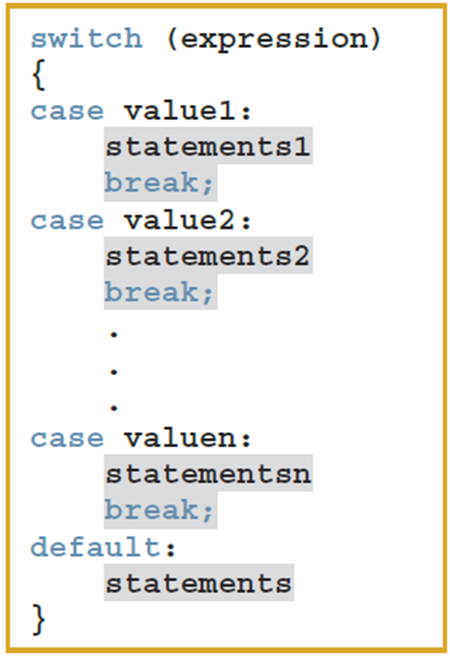 switch (expression)
{
case value1:
statements1
break;
case value2:
statements2
break;
.
.
.
case valuen:
statementsn
break;
default:
statements
}